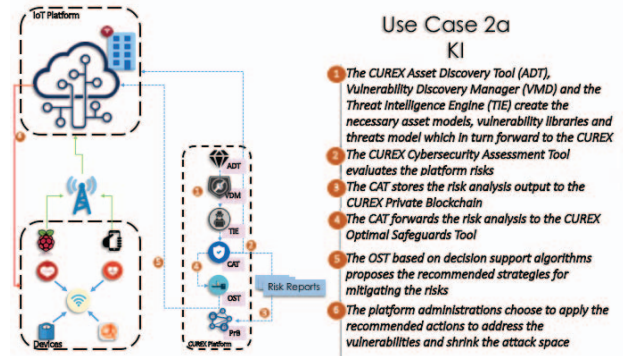 IoT Platform
Use Case 2a
KI
1
The CUREX Asset Discovery Tool (ADT),
Vulnerability Discovery Manager (VMD) and the
Threat Intelligence Engine (TIE) create the
necessary asset models, vulnerability libraries and
threats model which in turn forward to the CUREX
2
The CUREX Cybersecurity Assessment Tool
evaluates the platform risks
3
The CAT stores the risk analysis output to the
CUREX Private Blockchain
4
The CAT forwards the risk analysis to the CUREX
Optimal Safeguards Tool
5
The OST based on decision support algorithms
proposes the recommended strategies for
mitigating the risks
6
The platform administrations choose to apply the
recommended actions to address the
vulnerabilities and shrink the attack space
ADT
1
VDM
TIE
2
CAT
4
5
Risk Reports
OST
3
PrB
CUREX Platform
Devices